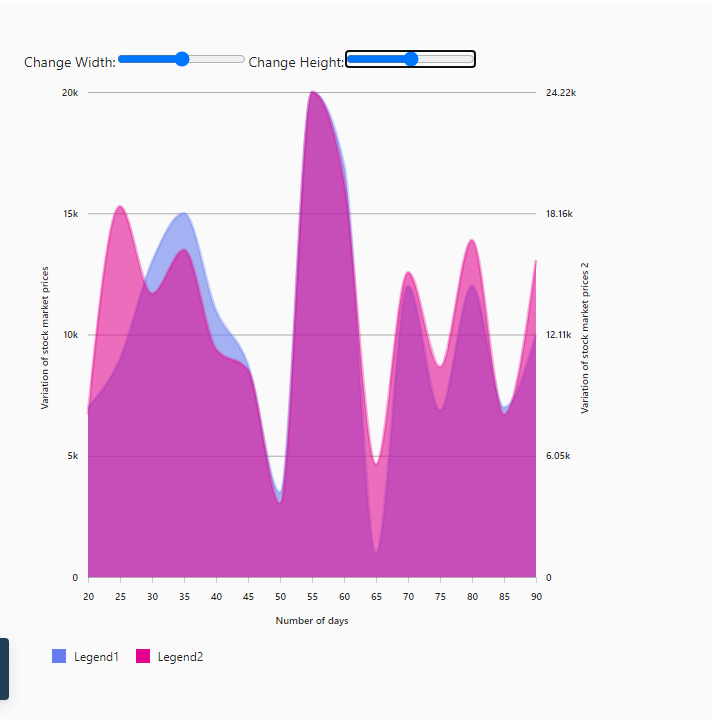 Change Width: Change Height:
20k 24.22k
15k 18.16k
Variation of stock market prices
Variation of stock market prices 2
10k 12.11k
5k 6.05k
0 0
20 25 30 35 40 45 50 55 60 65 70 75 80 85 90
Number of days
Legend1 Legend2